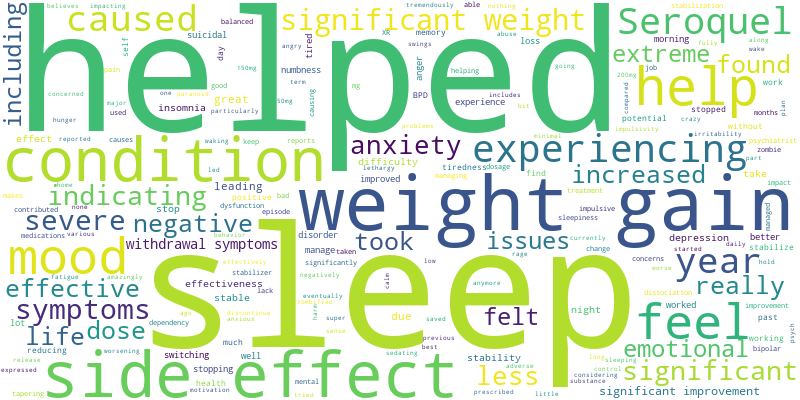 believes impacting
tremendously able
nothing
stabilization
including
caused
balanced
significant weight
Seroquel
along
self
suicidal
XR
memory
abuse
loss
fully
wake
angry
swings
tired
going
morning
pain
day
150mg
numbness
anger
helping
extreme
found
concerned
one
paranoid
term
mg
BPD
includes
200mg
job
helped
hunger
major
good
causing
experience
hit
compared
help
work
used
insomnia
great
stopped
months
plan
particularly
50mg
potential
crazy
effect
reported
causes
problems
minimal
impulsivity
without
psychiatrist
condition
waking
keep
reports
anxiety
experiencing
irritability
zombie
part
difficulty
led
lethargy
tiredness
dosage
indicating
improved
managing
find
increased
take
impact
home
leading
positive
bad
weight gain
treatment
makes
contributed
none
stop
dysfunction
episode
impulsive
sleepiness
managed
severe
negative
behavior
disorder
took
issues
currently
depression
better
medications
various
withdrawal symptoms
manage
taken
change
started
daily
rage
mood
fatigue
amazingly
effectively
stabilizer
significantly
low
concerns
stabilize
sleep
year
negatively
anymore
worse
hold
effective
effectiveness
lack
calm
dissociation
really
zombified
eventually
night
symptoms
ago
discontinue
stable
harm
super
saved
felt
feel
improvement
lot
life
dose
dependency
anxious
due
previous
worked
past
sense
best
psych
reducing
much
stability
emotional
working
bipolar
worsening
switching
well
long
sleeping
release
side effect
stopping
sedating
less
adverse
control
expressed
health
considering
significant
substance
motivation
mental
tapering
tried
prescribed
little
significant improvement